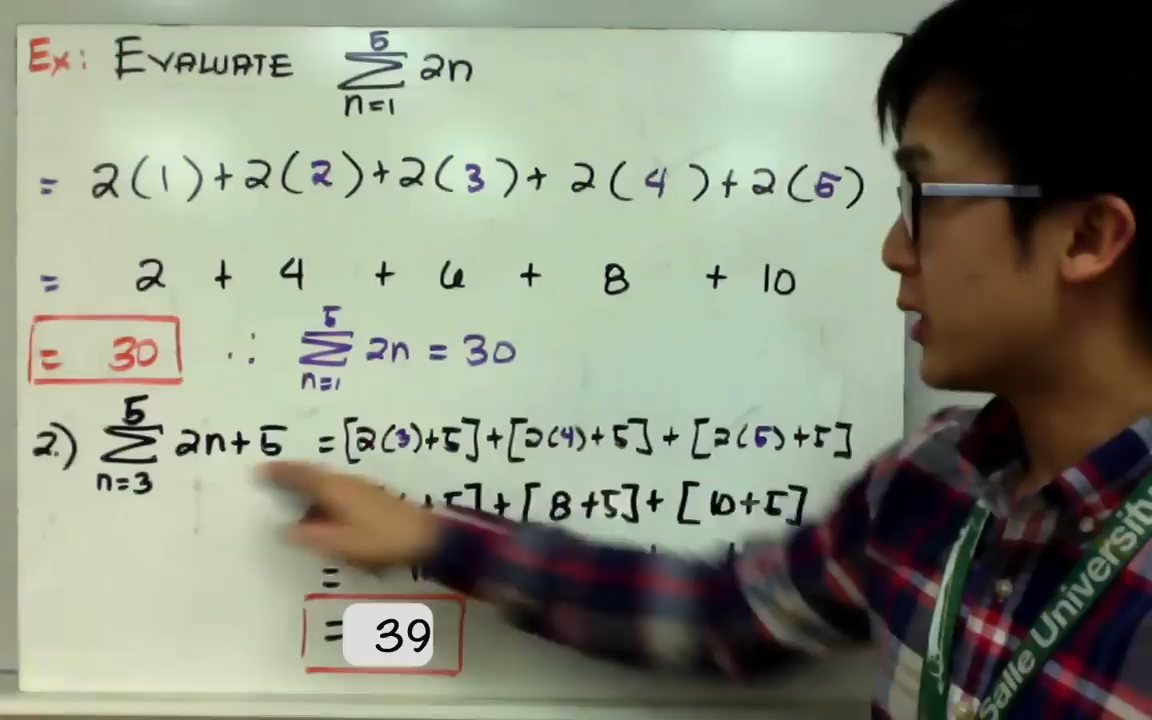 Ex: EVALUATE 5 ∑ n=1 2n
= 2(1)+2(2)+2(3)+2(4)+2(5)
= 2 + 4 + 6 + 8 + 10
= 30 ∴ 5 ∑ n=1 2n = 30
2.) 5 ∑ n=3 2n+5 = [2(3)+5]+[2(4)+5]+[2(5)+5]
+5]+[8+5]+[10+5]
=
= 39
Salle University